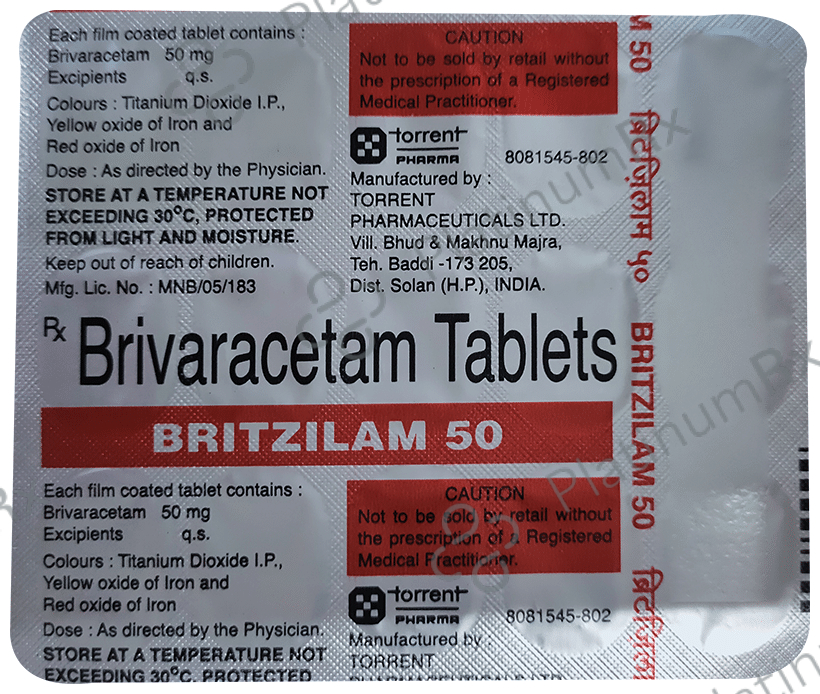 Each film coated tablet contains :
Brivaracetam 50 mg
Excipients q.s.
Colours : Titanium Dioxide I.P.,
Yellow oxide of Iron and
Red oxide of Iron
Dose : As directed by the Physician.
STORE AT A TEMPERATURE NOT
EXCEEDING 30°C, PROTECTED
FROM LIGHT AND MOISTURE.
Keep out of reach of children.
Mfg. Lic. No. : MNB/05/183
CAUTION
Not to be sold by retail without
the prescription of a Registered
Medical Practitioner.
torrent
PHARMA
8081545-802
Manufactured by :
TORRENT
PHARMACEUTICALS LTD.
Vill. Bhud & Makhnu Majra,
Teh. Baddi -173 205,
Dist. Solan (H.P.), INDIA.
Rx Brivaracetam Tablets
BRITZILAM 50
Each film coated tablet contains :
Brivaracetam 50 mg
Excipients q.s.
Colours : Titanium Dioxide I.P.,
Yellow oxide of Iron and
Red oxide of Iron
Dose : As directed by the Physician.
STORE AT A TEMPERATURE NOT
EXCEEDING 30°C, PROTECTED
CAUTION
Not to be sold by retail without
the prescription of a Registered
Medical Practitioner.
torrent
PHARMA
8081545-802
Manufactured by
TORRENT
M 50 ब्रिटज़िलाम ५० BRITZILAM 50 ब्रिटज़िल
PlatinumRx
PlatinumRx